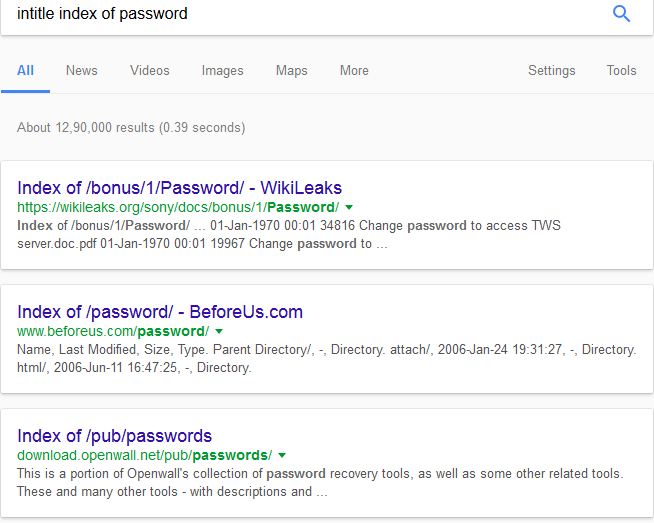 intitle index of password
All News Videos Images Maps More Settings Tools
About 12,90,000 results (0.39 seconds)
Index of /bonus/1/Password/ - WikiLeaks
https://wikileaks.org/sony/docs/bonus/1/Password/
Index of /bonus/1/Password/ ... 01-Jan-1970 00:01 34816 Change password to access TWS
server.doc.pdf 01-Jan-1970 00:01 19967 Change password to ...
Index of /password/ - BeforeUs.com
www.beforeus.com/password/
Name, Last Modified, Size, Type. Parent Directory/, -, Directory. attach/, 2006-Jan-24 19:31:27, -, Directory.
html/, 2006-Jun-11 16:47:25, -, Directory.
Index of /pub/passwords
download.openwall.net/pub/passwords/
This is a portion of Openwall's collection of password recovery tools, as well as some other related tools.
These and many other tools - with descriptions and ...